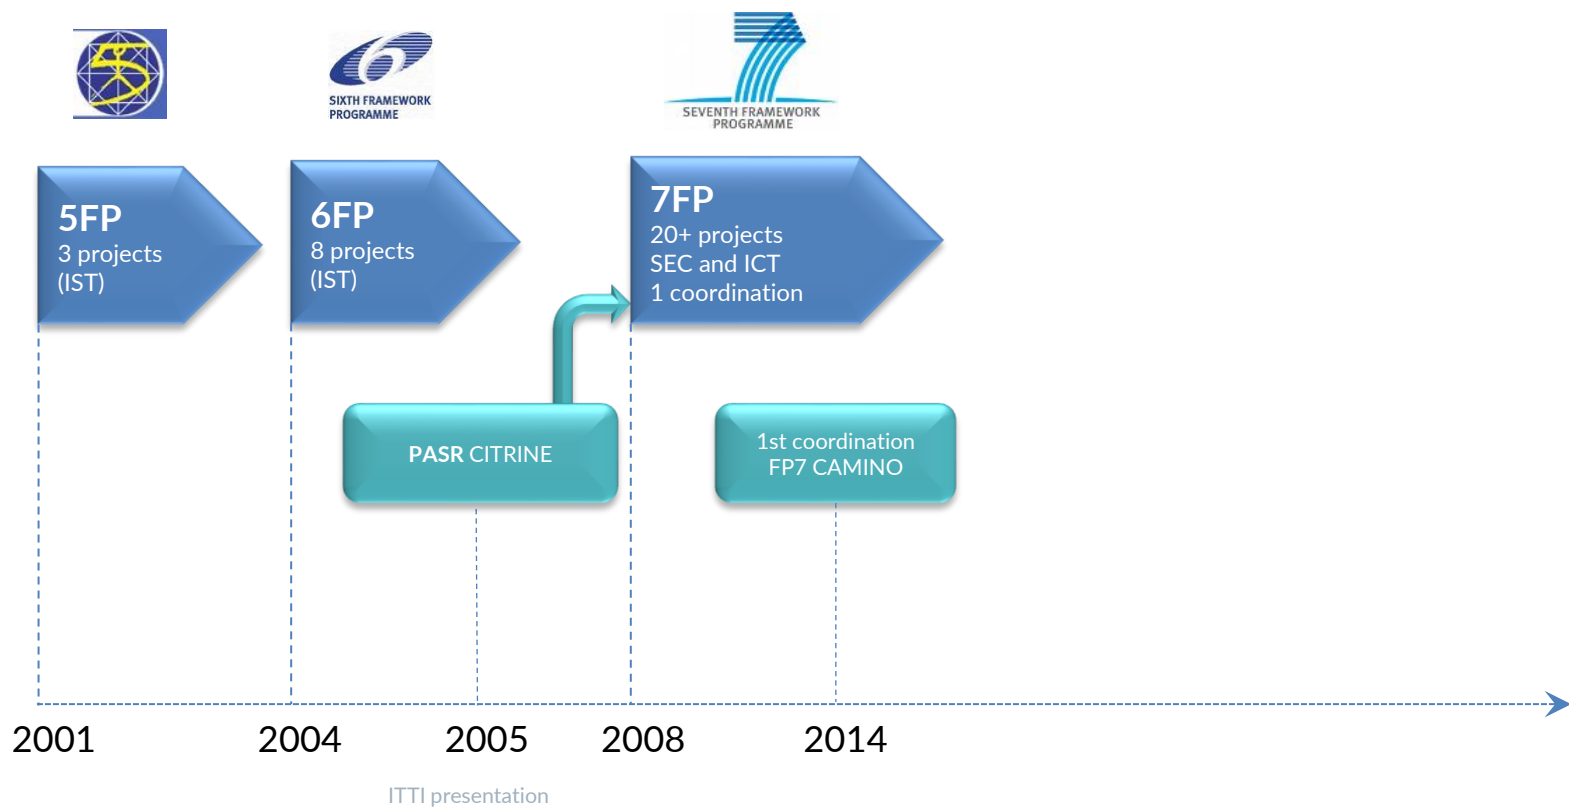 SIXTH FRAMEWORK
PROGRAMME
SEVENTH FRAMEWORK
PROGRAMME
5FP
3 projects
(IST)
6FP
8 projects
(IST)
7FP
20+ projects
SEC and ICT
1 coordination
PASR CITRINE
1st coordination
FP7 CAMINO
2001
2004
2005
2008
2014
ITTI presentation